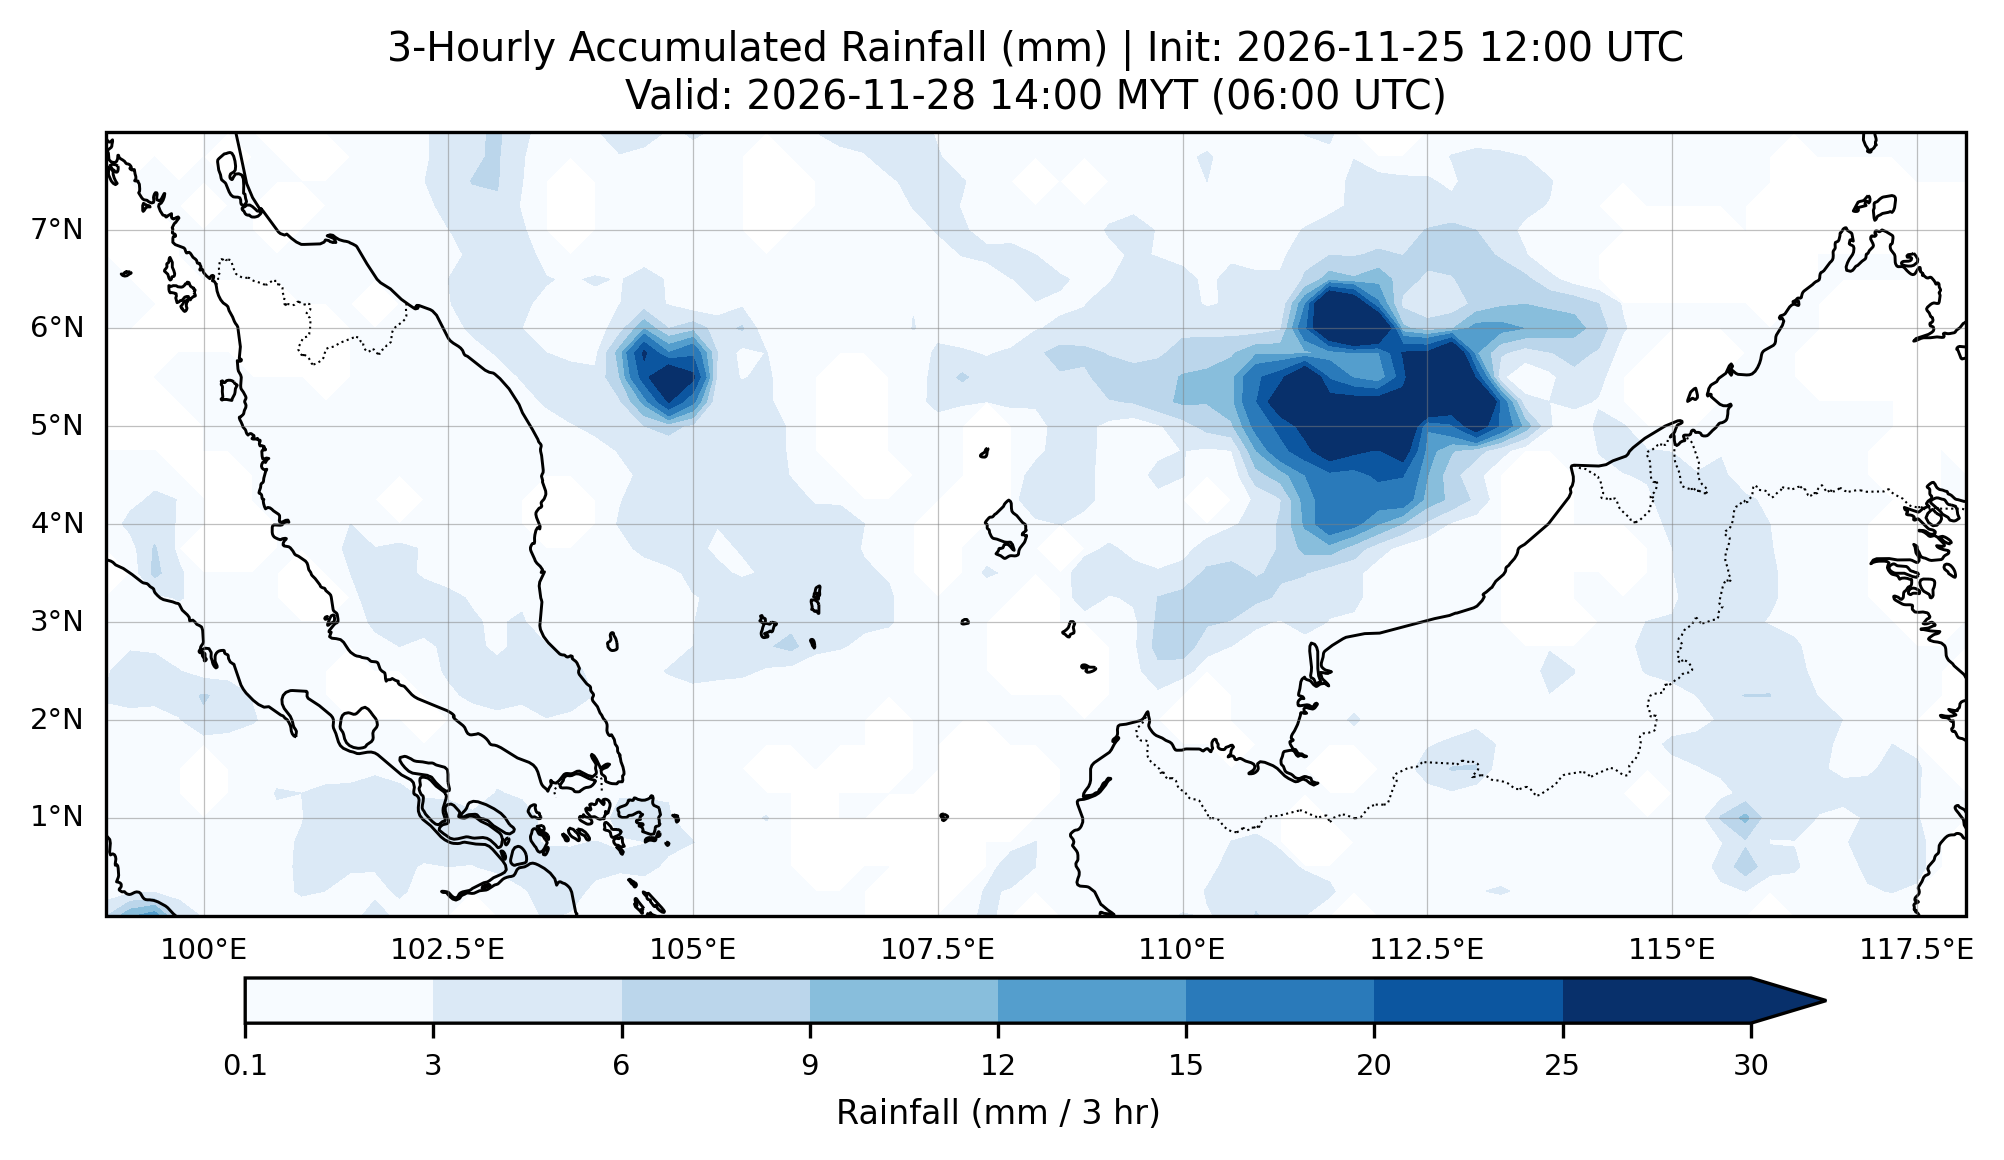 3-Hourly Accumulated Rainfall (mm) | Init: 2026-11-25 12:00 UTC
Valid: 2026-11-28 14:00 MYT (06:00 UTC)
7°N
6°N
5°N
4°N
3°N
2°N
1°N
100°E 102.5°E 105°E 107.5°E 110°E 112.5°E 115°E 117.5°E
0.1 3 6 9 12 15 20 25 30
Rainfall (mm / 3 hr)